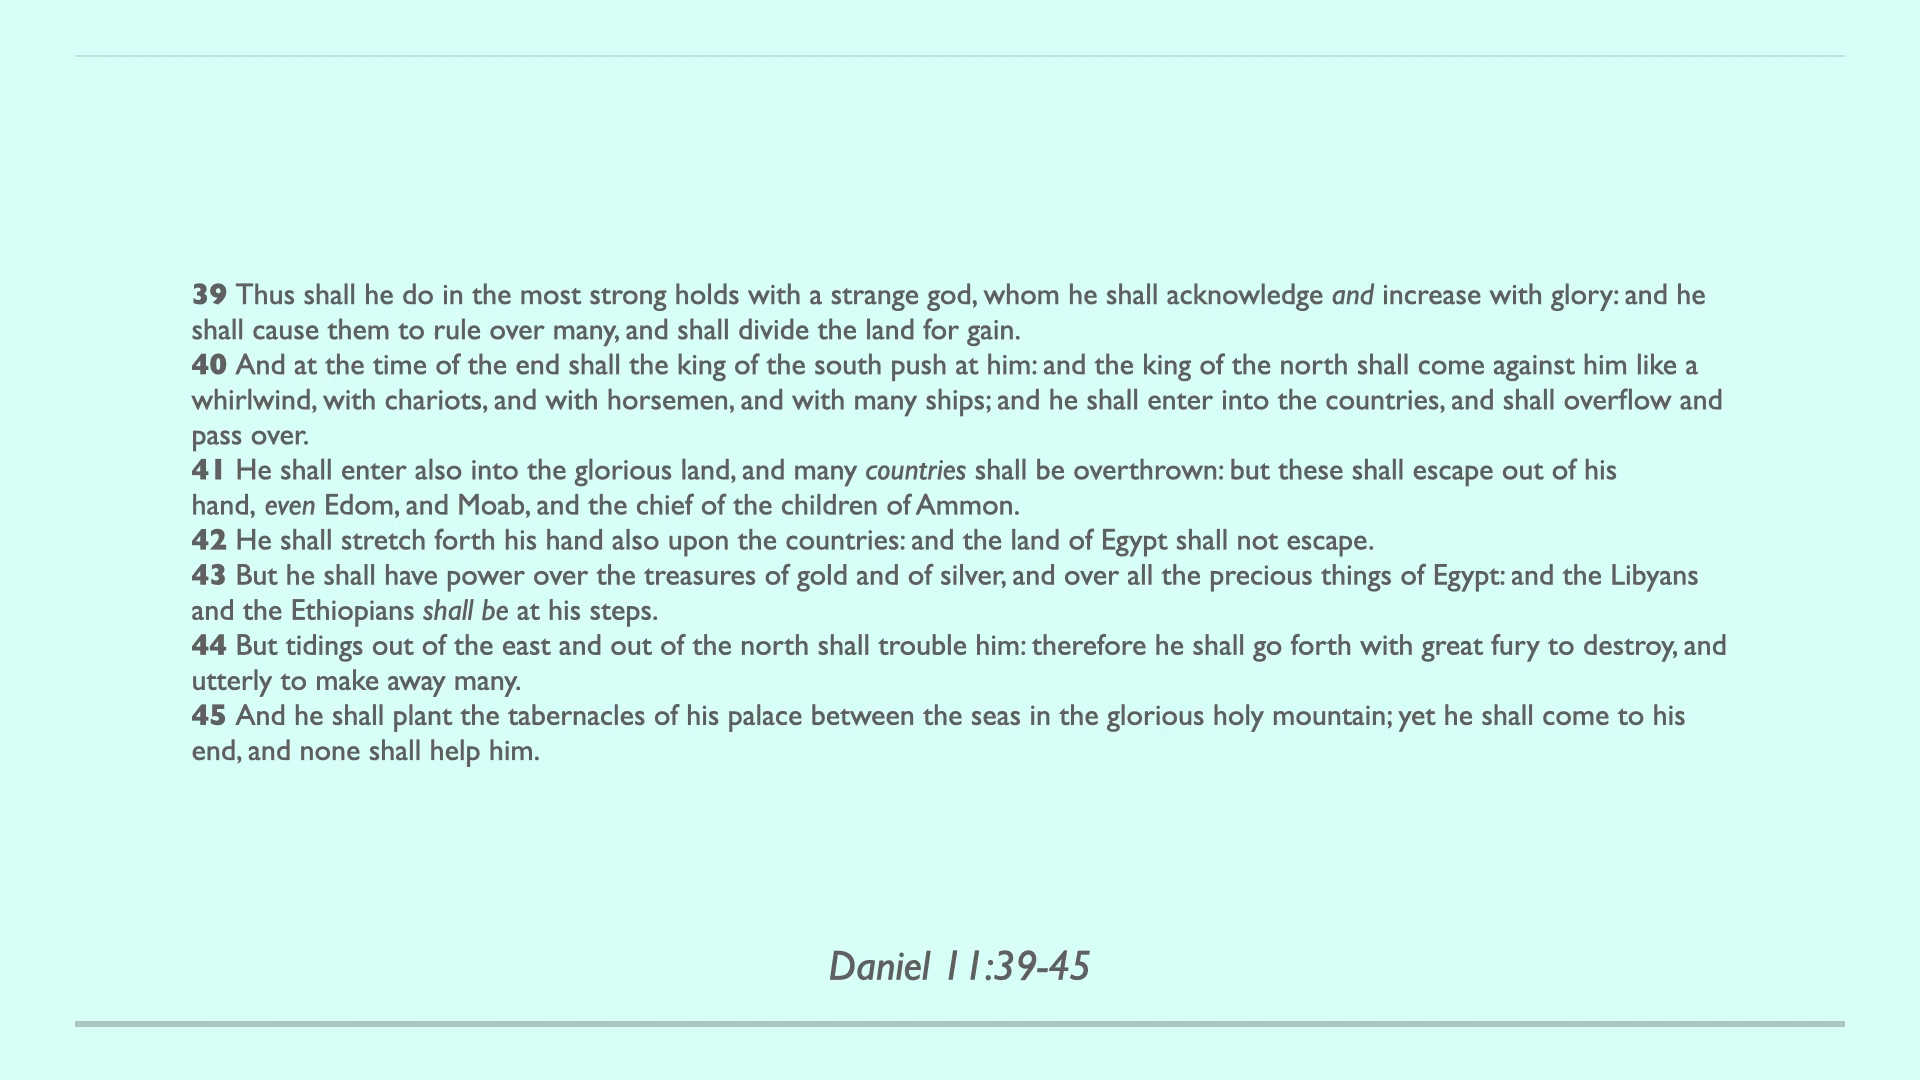 39 Thus shall he do in the most strong holds with a strange god, whom he shall acknowledge and increase with glory: and he
shall cause them to rule over many, and shall divide the land for gain.
40 And at the time of the end shall the king of the south push at him: and the king of the north shall come against him like a
whirlwind, with chariots, and with horsemen, and with many ships; and he shall enter into the countries, and shall overflow and
pass over.
41 He shall enter also into the glorious land, and many countries shall be overthrown: but these shall escape out of his
hand, even Edom, and Moab, and the chief of the children of Ammon.
42 He shall stretch forth his hand also upon the countries: and the land of Egypt shall not escape.
43 But he shall have power over the treasures of gold and of silver, and over all the precious things of Egypt: and the Libyans
and the Ethiopians shall be at his steps.
44 But tidings out of the east and out of the north shall trouble him: therefore he shall go forth with great fury to destroy, and
utterly to make away many.
45 And he shall plant the tabernacles of his palace between the seas in the glorious holy mountain; yet he shall come to his
end, and none shall help him.
Daniel 11:39-45